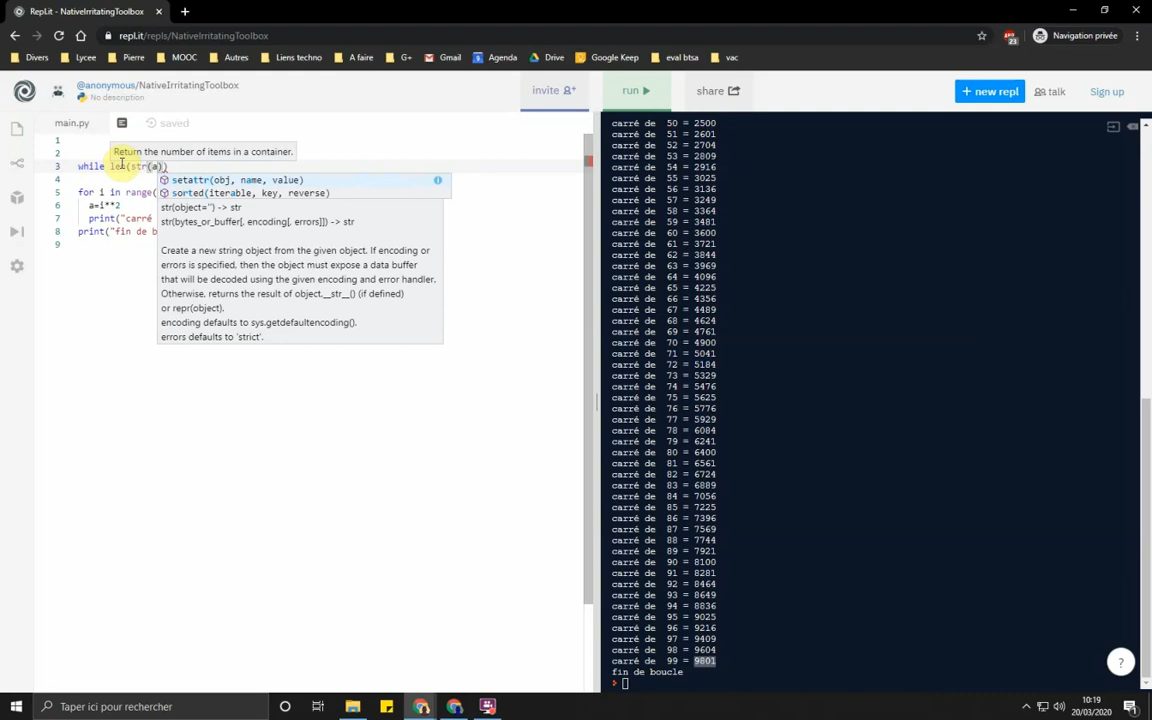 Repl.it - NativeIrritatingToolbox
repl.it/repls/NativeIrritatingToolbox
23
Navigation privée
Divers
Lycee
Pierre
MOOC
Autres
Liens techno
A faire
G+
Gmail
Agenda
Drive
Google Keep
eval btsa
vac
@anonymous/NativeIrritatingToolbox
No description
invite
run
share
+ new repl
talk
Sign up
main.py
saved
1
2
Return the number of items in a container.
3 while len(str(a))
4
setattr(obj, name, value)
5 for i in range(
sorted(iterable, key, reverse)
6 a=i**2
str(object='') -> str
7 print("carré
str(bytes_or_buffer[, encoding[, errors]]) -> str
8 print("fin de b
9
Create a new string object from the given object. If encoding or
errors is specified, then the object must expose a data buffer
that will be decoded using the given encoding and error handler.
Otherwise, returns the result of object.__str__() (if defined)
or repr(object).
encoding defaults to sys.getdefaultencoding().
errors defaults to 'strict'.
carré de 50 = 2500
carré de 51 = 2601
carré de 52 = 2704
carré de 53 = 2809
carré de 54 = 2916
carré de 55 = 3025
carré de 56 = 3136
carré de 57 = 3249
carré de 58 = 3364
carré de 59 = 3481
carré de 60 = 3600
carré de 61 = 3721
carré de 62 = 3844
carré de 63 = 3969
carré de 64 = 4096
carré de 65 = 4225
carré de 66 = 4356
carré de 67 = 4489
carré de 68 = 4624
carré de 69 = 4761
carré de 70 = 4900
carré de 71 = 5041
carré de 72 = 5184
carré de 73 = 5329
carré de 74 = 5476
carré de 75 = 5625
carré de 76 = 5776
carré de 77 = 5929
carré de 78 = 6084
carré de 79 = 6241
carré de 80 = 6400
carré de 81 = 6561
carré de 82 = 6724
carré de 83 = 6889
carré de 84 = 7056
carré de 85 = 7225
carré de 86 = 7396
carré de 87 = 7569
carré de 88 = 7744
carré de 89 = 7921
carré de 90 = 8100
carré de 91 = 8281
carré de 92 = 8464
carré de 93 = 8649
carré de 94 = 8836
carré de 95 = 9025
carré de 96 = 9216
carré de 97 = 9409
carré de 98 = 9604
carré de 99 = 9801
fin de boucle
>
?
Taper ici pour rechercher
10:19
20/03/2020
1